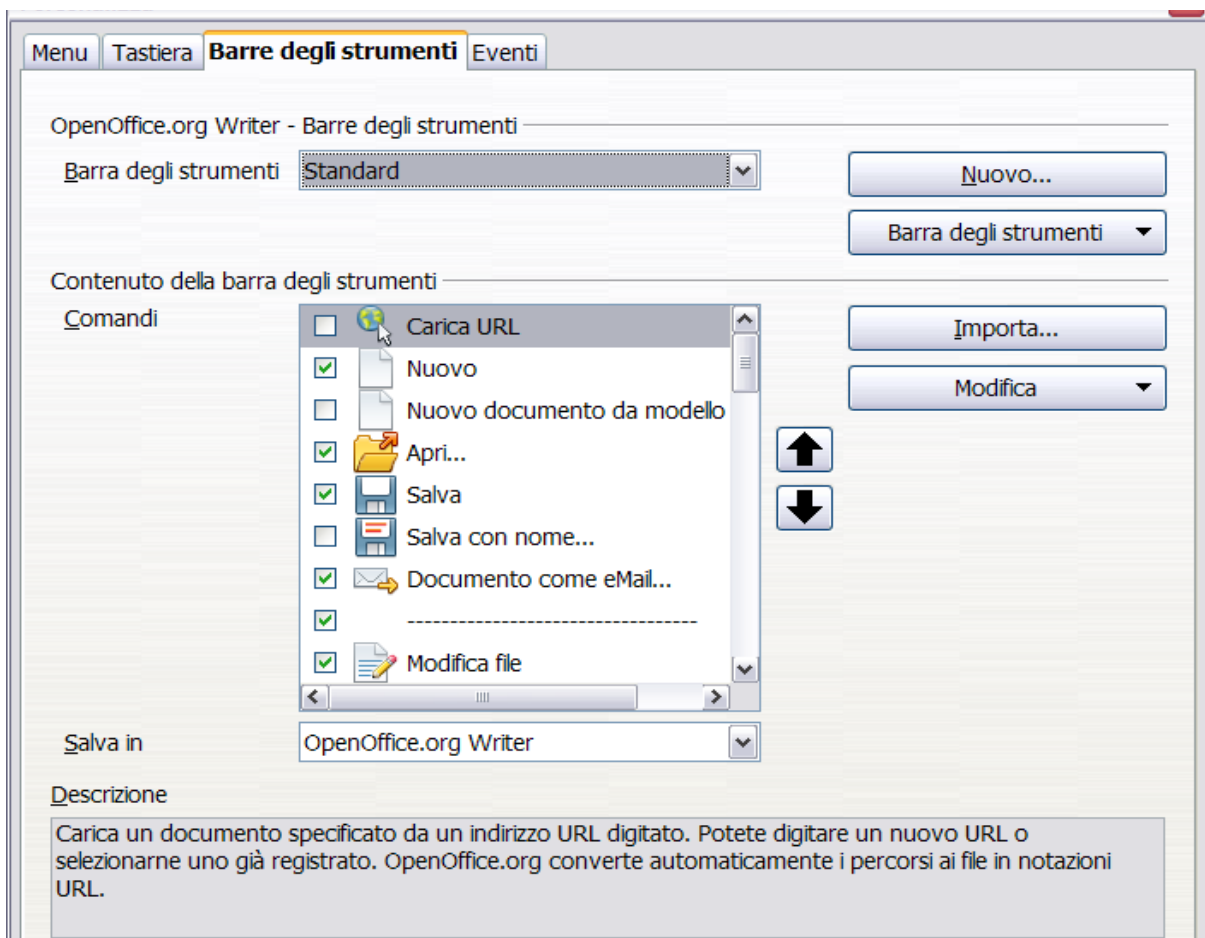 Menu Tastiera Barre degli strumenti Eventi
OpenOffice.org Writer - Barre degli strumenti
Barra degli strumenti Standard Nuovo...
Barra degli strumenti
Contenuto della barra degli strumenti
Comandi Carica URL Importa...
Nuovo
Modifica
Nuovo documento da modello
Apri...
Salva
Salva con nome...
Documento come eMail...
----------------------------------
Modifica file
Salva in OpenOffice.org Writer
Descrizione
Carica un documento specificato da un indirizzo URL digitato. Potete digitare un nuovo URL o
selezionarne uno già registrato. OpenOffice.org converte automaticamente i percorsi ai file in notazioni
URL.